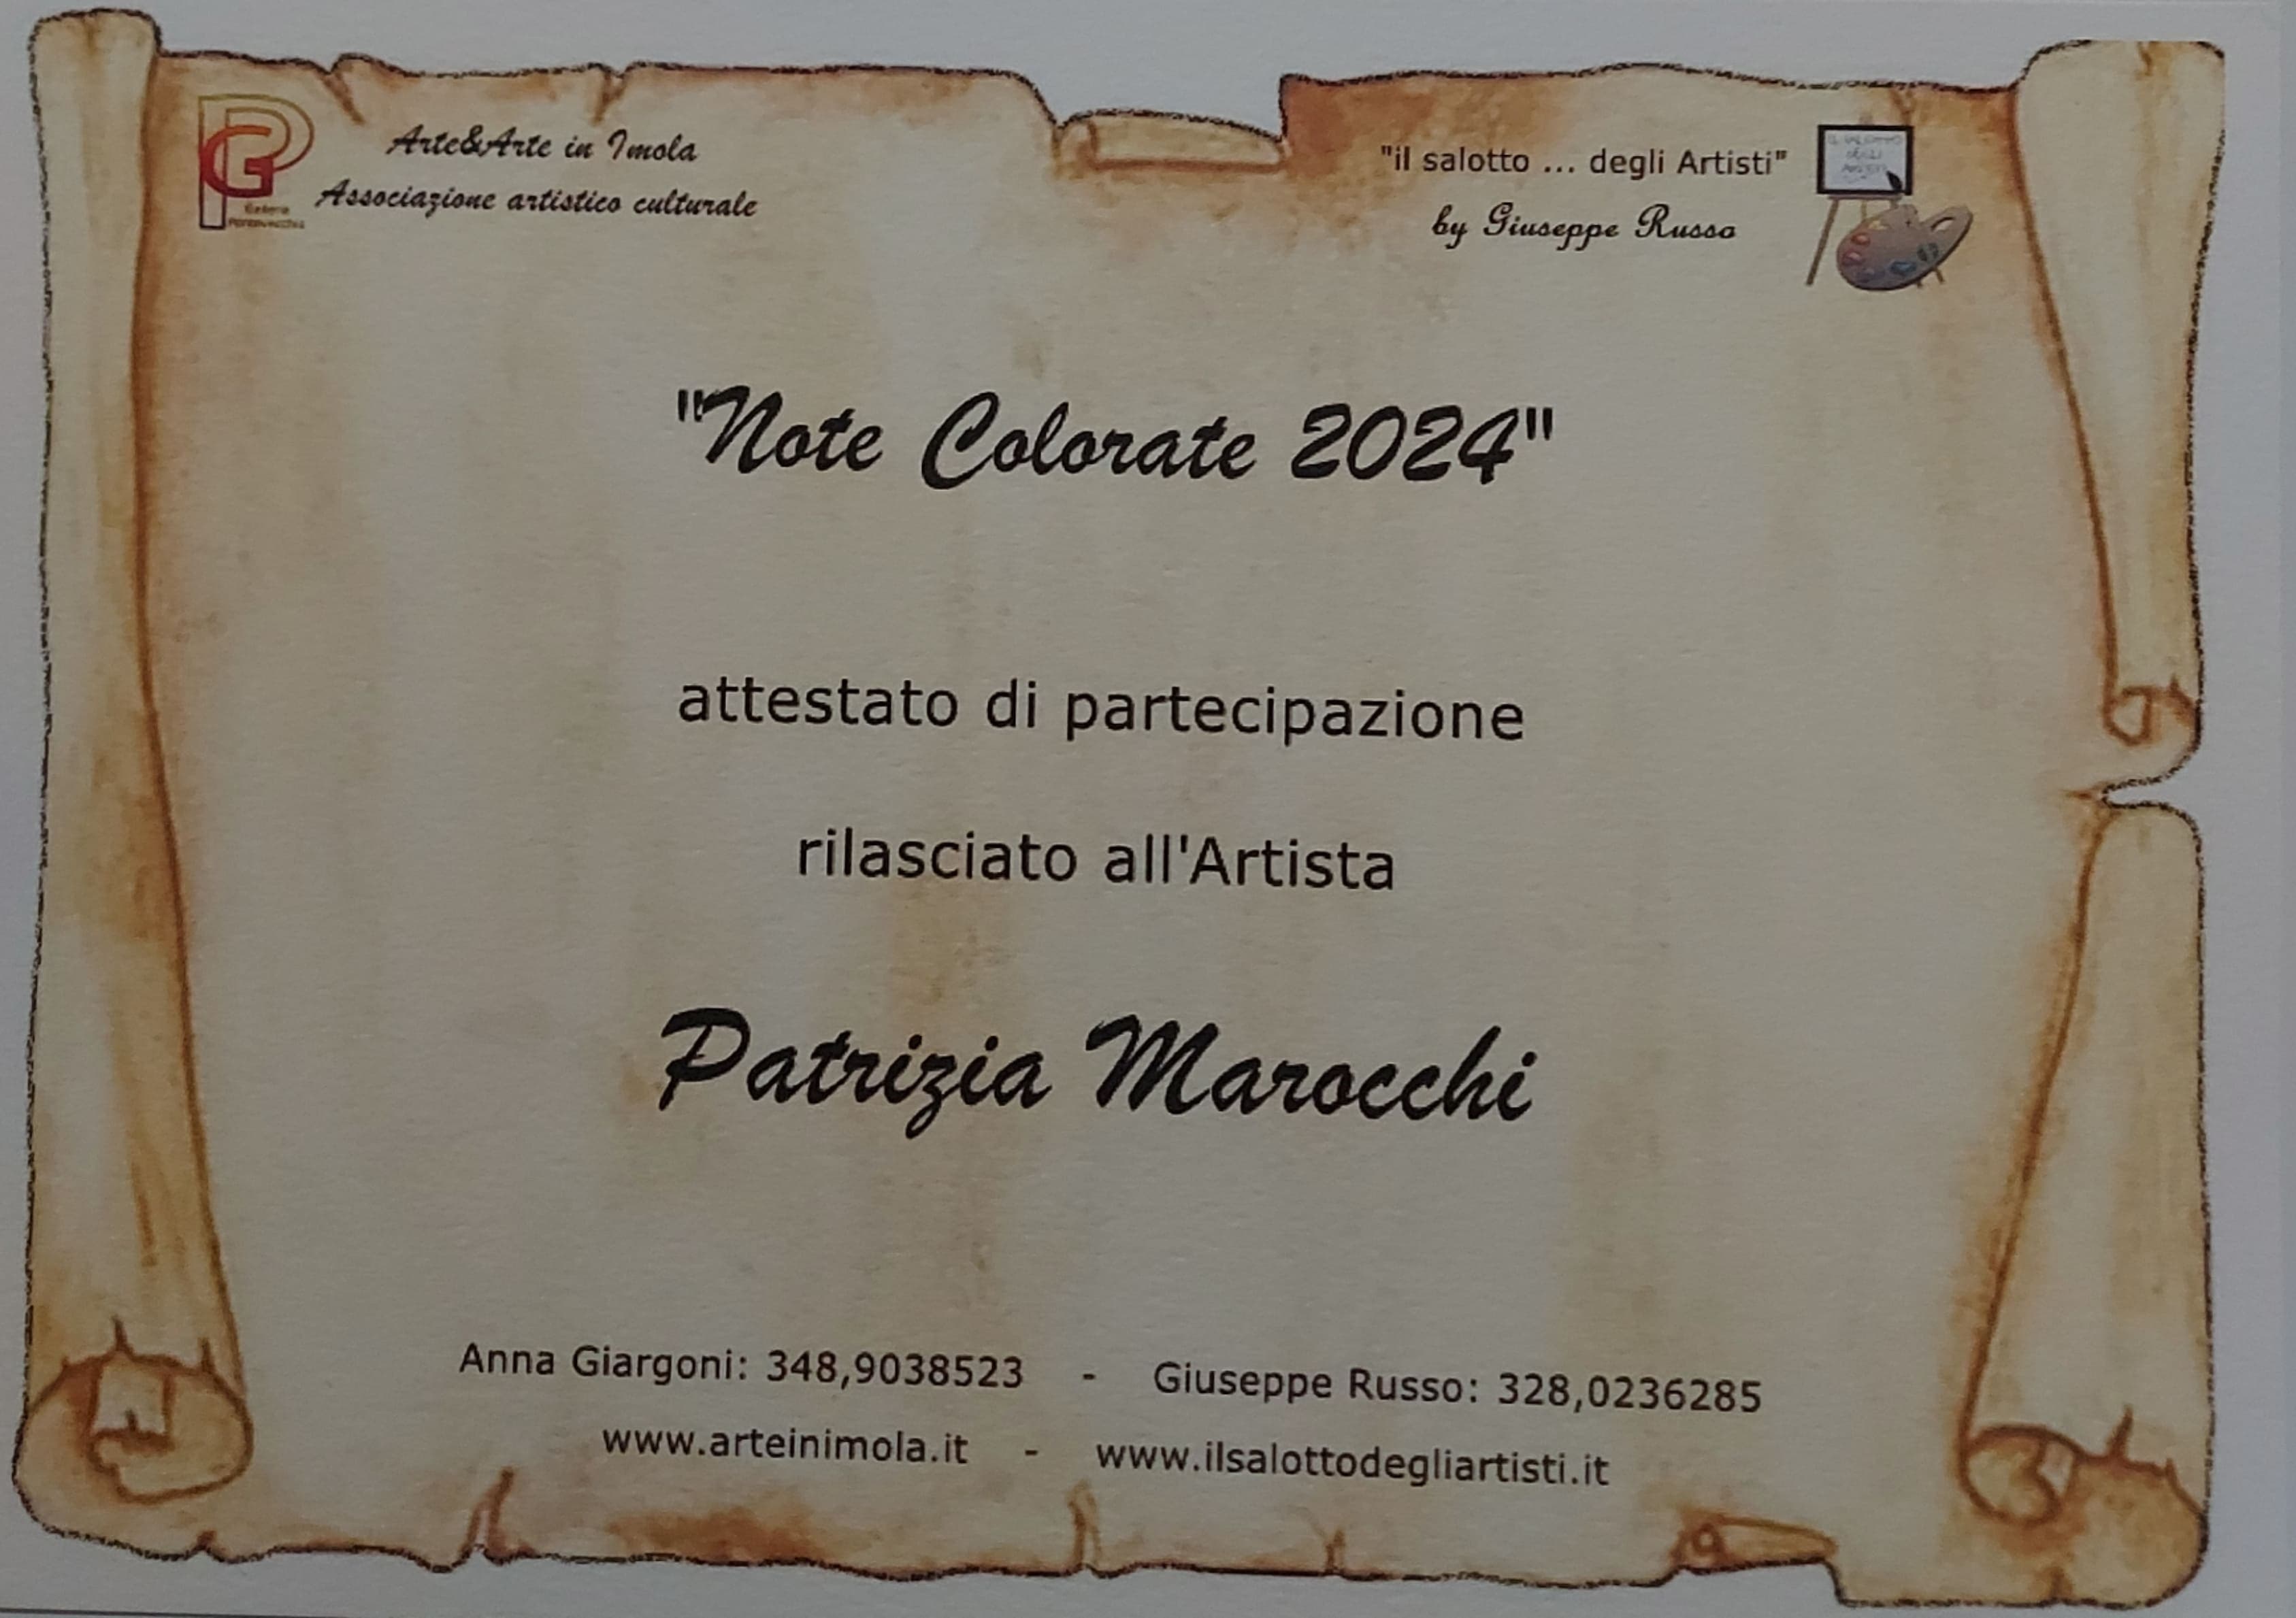 Arte&Arte in Imola
Associazione artistico culturale
"il salotto ... degli Artisti"
by Giuseppe Russo
"Note Colorate 2024"
attestato di partecipazione
rilasciato all'Artista
Patrizia Marocchi
Anna Giargoni: 348,9038523 - Giuseppe Russo: 328,0236285
www.arteinimola.it - www.ilsalottodegliartisti.it